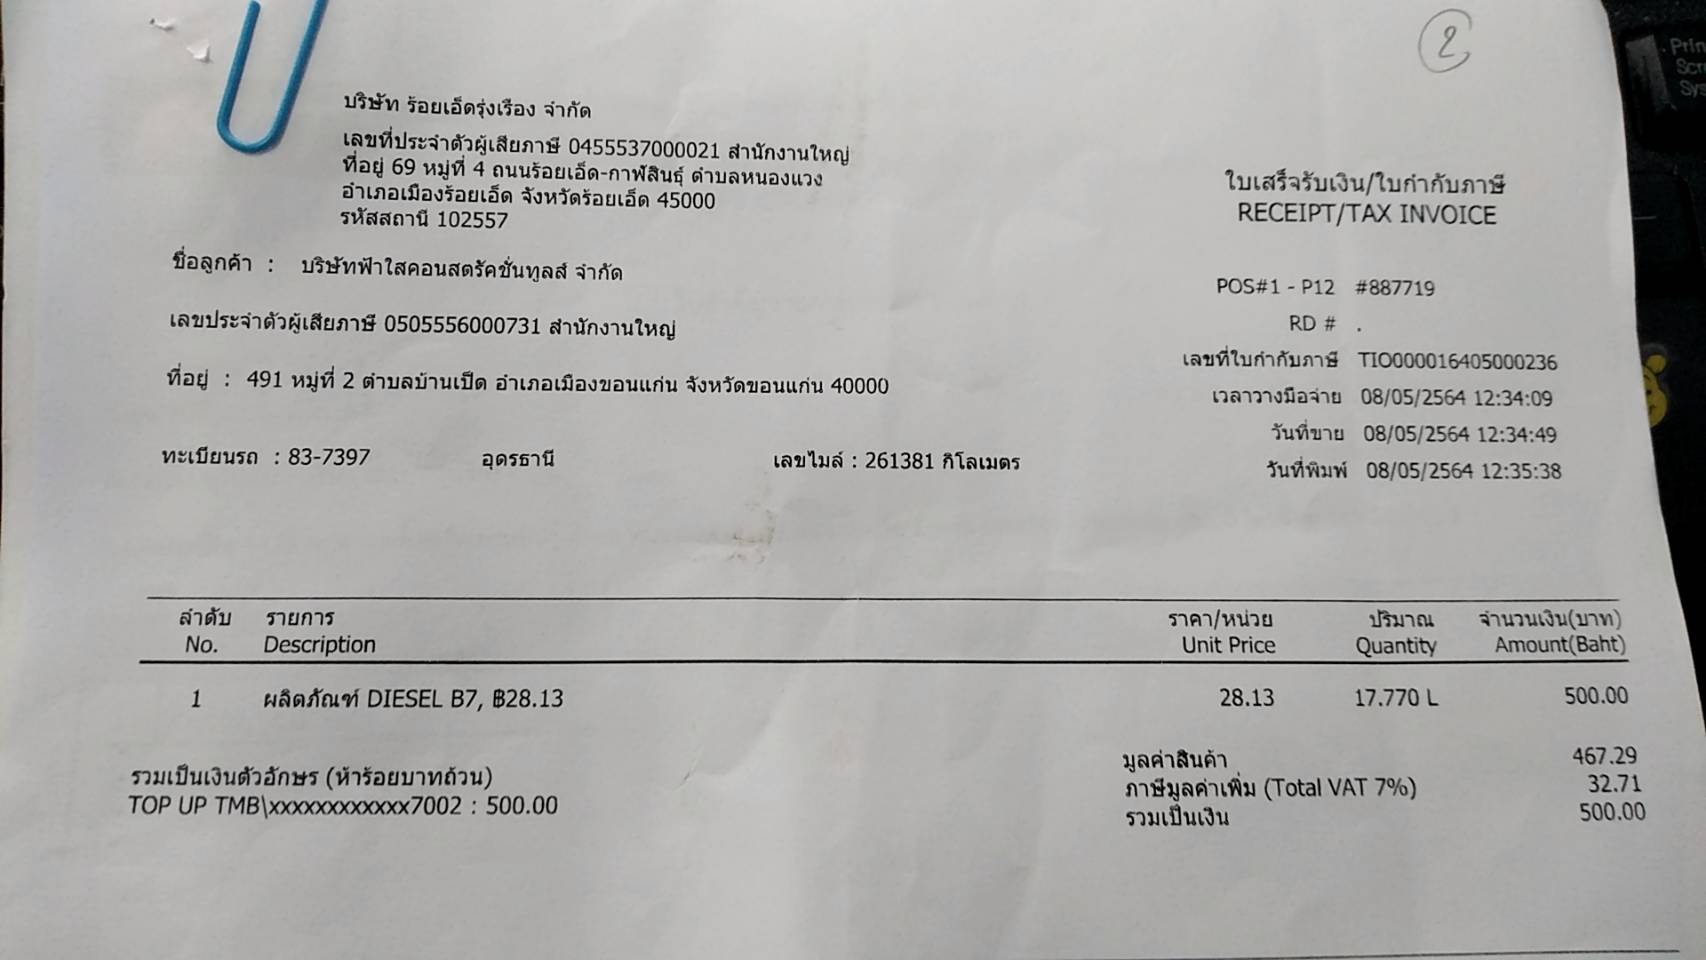 2
บริษัท ร้อยเอ็ดรุ่งเรือง จำกัด
เลขที่ประจำตัวผู้เสียภาษี 0455537000021 สำนักงานใหญ่
ที่อยู่ 69 หมู่ที่ 4 ถนนร้อยเอ็ด-กาฬสินธุ์ ตำบลหนองแวง
อำเภอเมืองร้อยเอ็ด จังหวัดร้อยเอ็ด 45000
รหัสสถานี 102557
ใบเสร็จรับเงิน/ใบกำกับภาษี
RECEIPT/TAX INVOICE
ชื่อลูกค้า : บริษัทฟ้าใสคอนสตรัคชั่นทูลส์ จำกัด
เลขประจำตัวผู้เสียภาษี 0505556000731 สำนักงานใหญ่
ที่อยู่ : 491 หมู่ที่ 2 ตำบลบ้านเป็ด อำเภอเมืองขอนแก่น จังหวัดขอนแก่น 40000
ทะเบียนรถ : 83-7397 อุดรธานี เลขไมล์ : 261381 กิโลเมตร
POS#1 - P12 #887719
RD # .
เลขที่ใบกำกับภาษี TIO000016405000236
เวลาวางมือจ่าย 08/05/2564 12:34:09
วันที่ขาย 08/05/2564 12:34:49
วันที่พิมพ์ 08/05/2564 12:35:38
ลำดับ รายการ ราคา/หน่วย ปริมาณ จำนวนเงิน(บาท)
No. Description Unit Price Quantity Amount(Baht)
1 ผลิตภัณฑ์ DIESEL B7, ฿28.13 28.13 17.770 L 500.00
มูลค่าสินค้า 467.29
ภาษีมูลค่าเพิ่ม (Total VAT 7%) 32.71
รวมเป็นเงิน 500.00
รวมเป็นเงินตัวอักษร (ห้าร้อยบาทถ้วน)
TOP UP TMB\xxxxxxxxxxxx7002 : 500.00